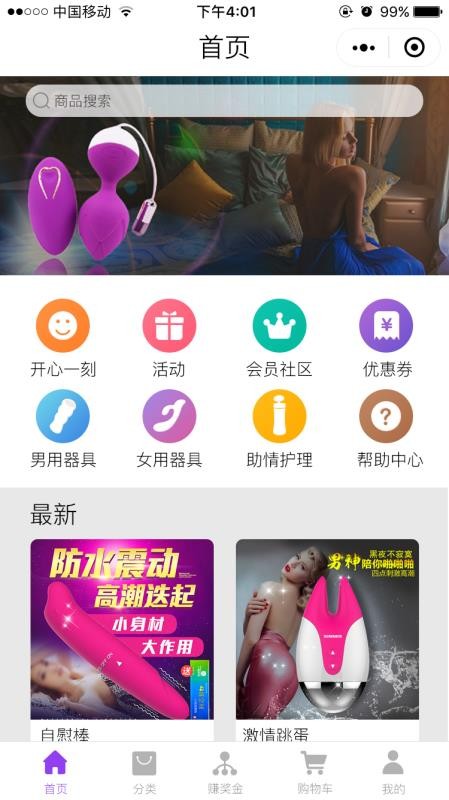 中国移动 下午4:01 99%
首页
商品搜索
开心一刻 活动 会员社区 优惠券
男用器具 女用器具 助情护理 帮助中心
最新
防水震动
高潮迭起
小身材
大作用
送
自慰棒
黑夜不寂寞
男神陪你啪啪啪
四点刺激高潮
激情跳蛋
首页 分类 赚奖金 购物车 我的